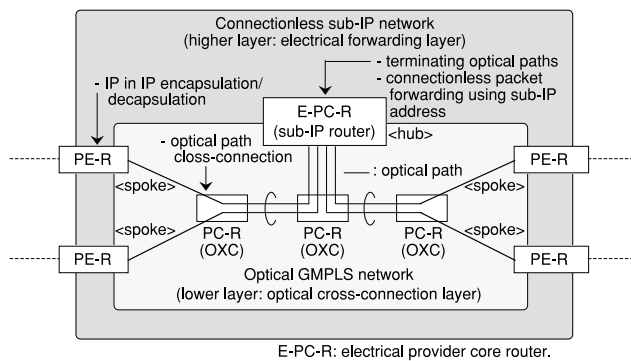 Connectionless sub-IP network
(higher layer: electrical forwarding layer)
- terminating optical paths
- connectionless packet
forwarding using sub-IP
address
- IP in IP encapsulation/
decapsulation
E-PC-R
(sub-IP router)
<hub>
- optical path
closs-connection
: optical path
PE-R
<spoke>
PE-R
<spoke>
PE-R
<spoke>
PE-R
<spoke>
PC-R
(OXC)
PC-R
(OXC)
PC-R
(OXC)
Optical GMPLS network
(lower layer: optical cross-connection layer)
E-PC-R: electrical provider core router.